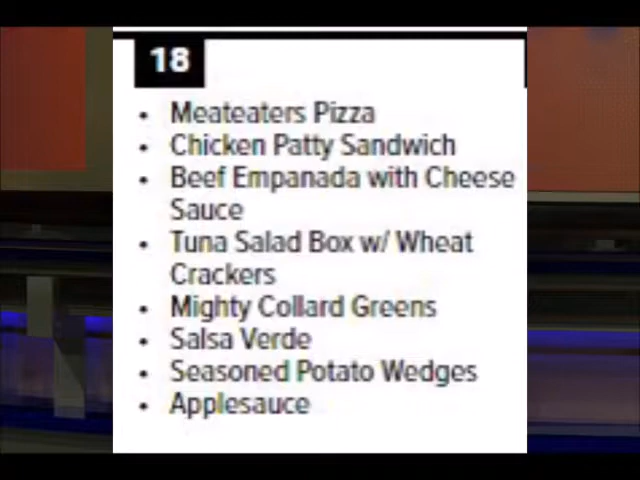 18
• Meateaters Pizza
• Chicken Patty Sandwich
• Beef Empanada with Cheese
Sauce
• Tuna Salad Box w/ Wheat
Crackers
• Mighty Collard Greens
• Salsa Verde
• Seasoned Potato Wedges
• Applesauce